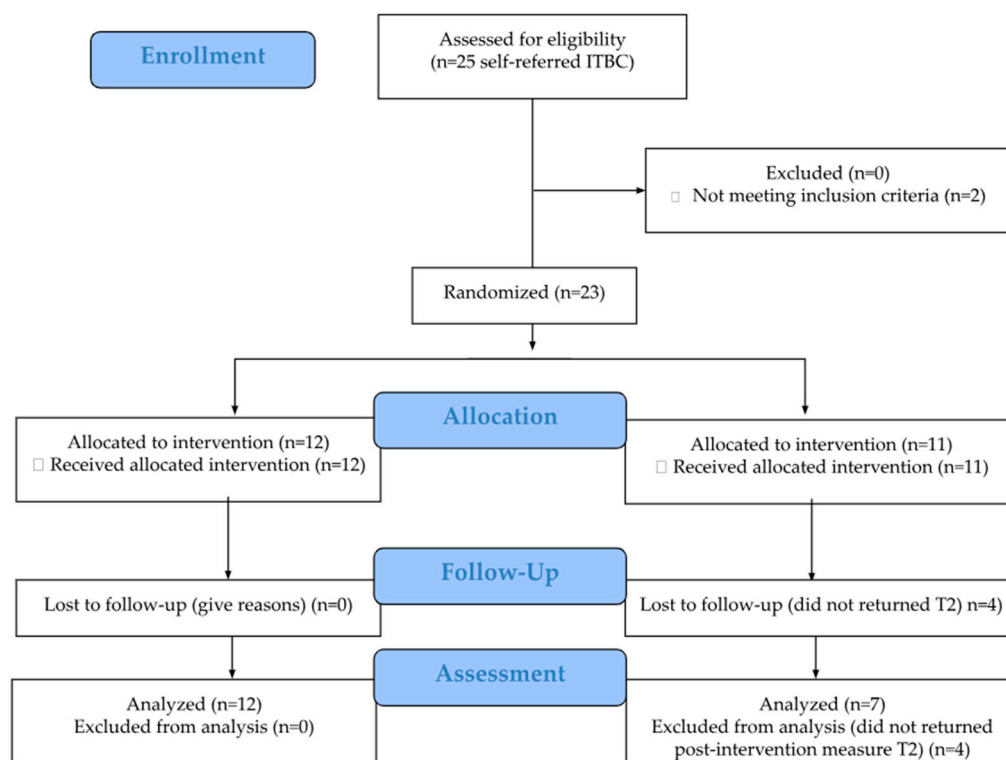 Enrollment
Assessed for eligibility
(n=25 self-referred ITBC)
Excluded (n=0)
Not meeting inclusion criteria (n=2)
Randomized (n=23)
Allocation
Allocated to intervention (n=12)
Received allocated intervention (n=12)
Allocated to intervention (n=11)
Received allocated intervention (n=11)
Follow-Up
Lost to follow-up (give reasons) (n=0)
Lost to follow-up (did not returned T2) n=4)
Assessment
Analyzed (n=12)
Excluded from analysis (n=0)
Analyzed (n=7)
Excluded from analysis (did not returned
post-intervention measure T2) (n=4)